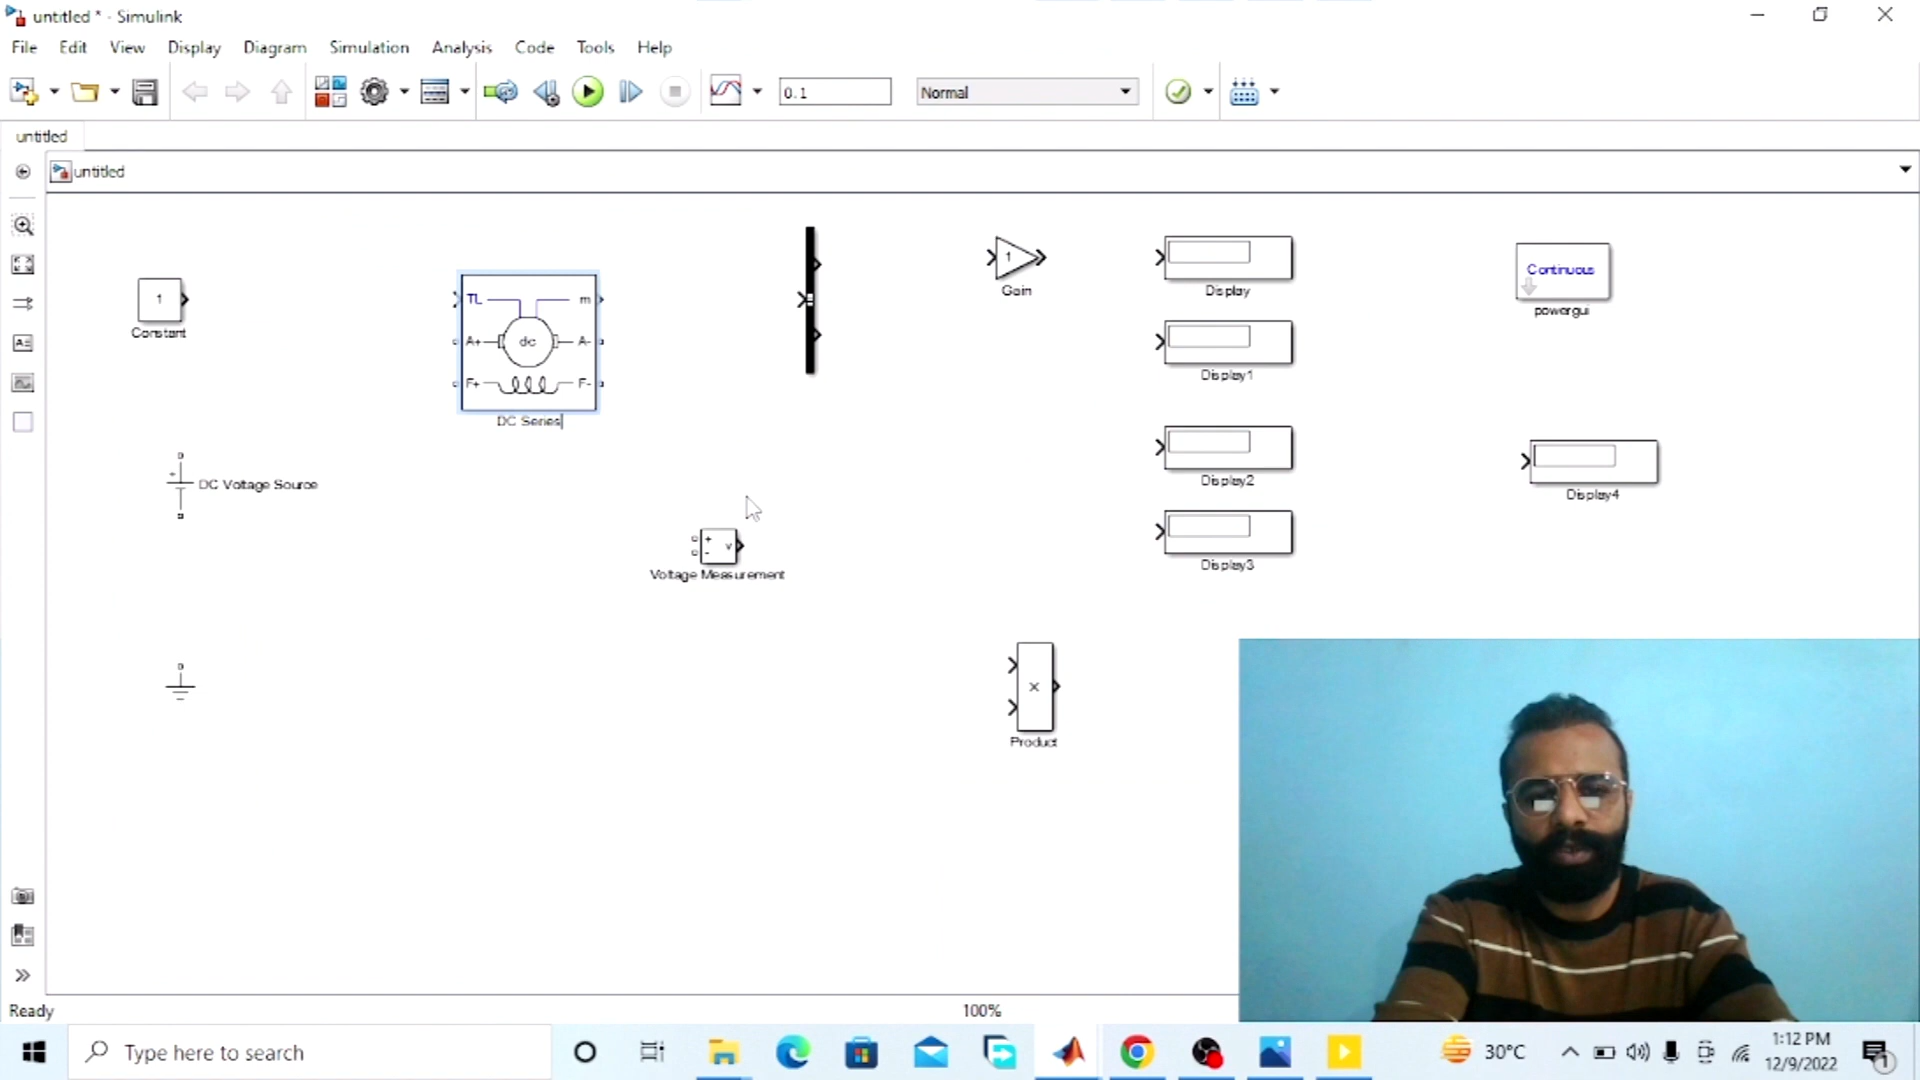 untitled * - Simulink
File Edit View Display Diagram Simulation Analysis Code Tools Help
0.1
Normal
untitled
untitled
1
Constant
TL
m
A+
dc
A-
F+
F-
DC Series
1
Gain
Display
Display1
Display2
Display3
Continuous
powergui
Display4
DC Voltage Source
+
+
-
v
Voltage Measurement
×
Product
Ready
100%
Type here to search
30°C
1:12 PM
12/9/2022
1